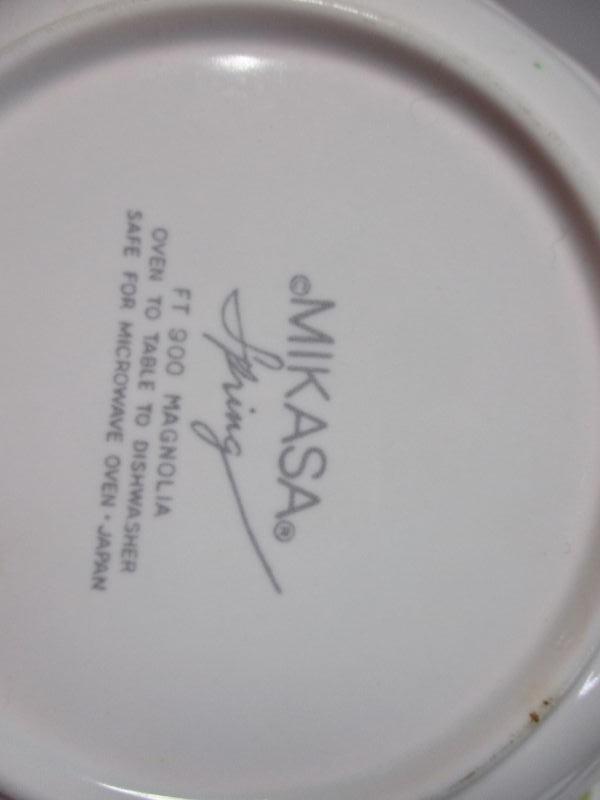 ©MIKASA®
Spring
FT 900 MAGNOLIA
OVEN TO TABLE TO DISHWASHER
SAFE FOR MICROWAVE OVEN · JAPAN